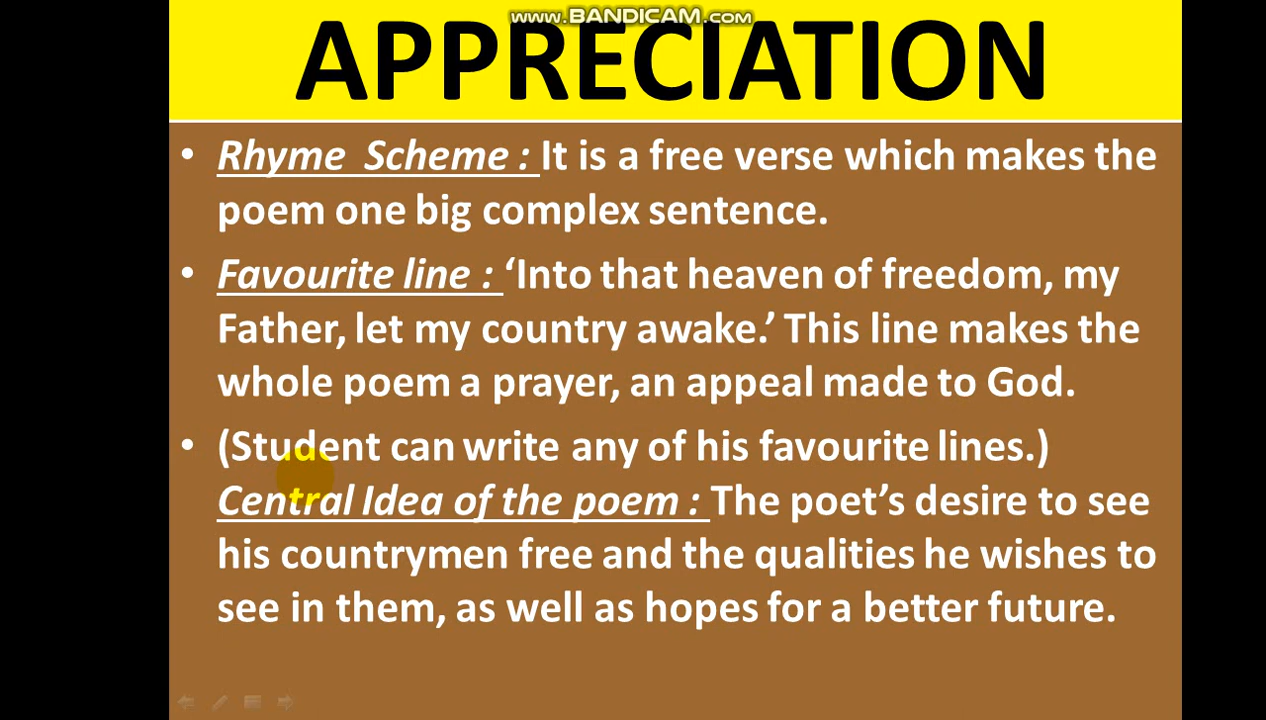 www.BANDICAM.com
APPRECIATION
• Rhyme Scheme : It is a free verse which makes the
poem one big complex sentence.
• Favourite line : ‘Into that heaven of freedom, my
Father, let my country awake.’ This line makes the
whole poem a prayer, an appeal made to God.
• (Student can write any of his favourite lines.)
Central Idea of the poem : The poet’s desire to see
his countrymen free and the qualities he wishes to
see in them, as well as hopes for a better future.